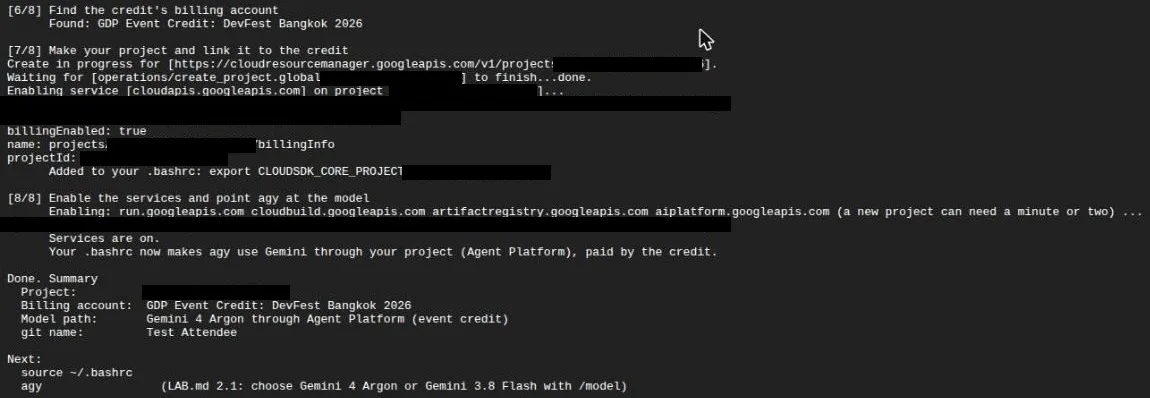 [6/8] Find the credit's billing account
Found: GDP Event Credit: DevFest Bangkok 2026
[7/8] Make your project and link it to the credit
Create in progress for [https://cloudresourcemanager.googleapis.com/v1/projects ].
Waiting for [operations/create_project.global ] to finish...done.
Enabling service [cloudapis.googleapis.com] on project ]...
billingEnabled: true
name: projects/ /billingInfo
projectId:
Added to your .bashrc: export CLOUDSDK_CORE_PROJECT
[8/8] Enable the services and point agy at the model
Enabling: run.googleapis.com cloudbuild.googleapis.com artifactregistry.googleapis.com aiplatform.googleapis.com (a new project can need a minute or two) ...
Services are on.
Your .bashrc now makes agy use Gemini through your project (Agent Platform), paid by the credit.
Done. Summary
Project:
Billing account: GDP Event Credit: DevFest Bangkok 2026
Model path: Gemini 4 Argon through Agent Platform (event credit)
git name: Test Attendee
Next:
source ~/.bashrc
agy (LAB.md 2.1: choose Gemini 4 Argon or Gemini 3.8 Flash with /model)